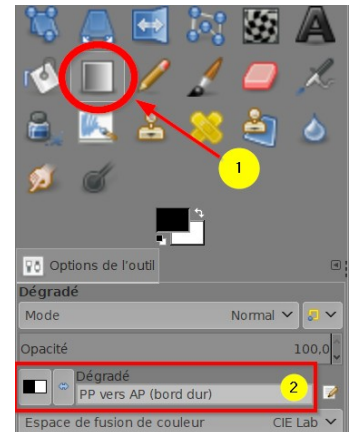 1
Options de l'outil
Dégradé
Mode Normal
Opacité 100,0
Dégradé
PP vers AP (bord dur) 2
Espace de fusion de couleur CIE Lab